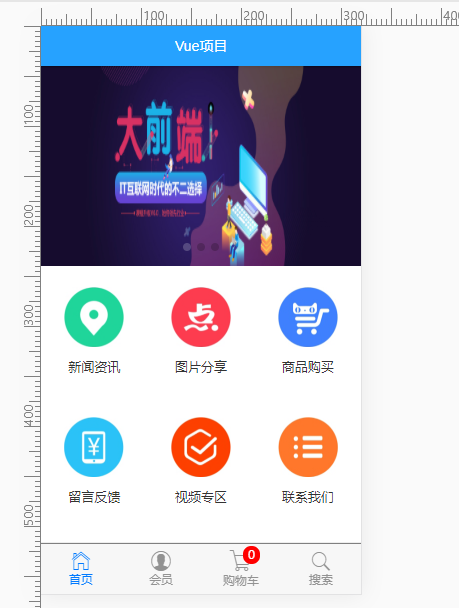 100
200
300
400
100
200
300
400
500
Vue项目
大前端
IT互联网时代的不二选择
新闻资讯
图片分享
商品购买
留言反馈
视频专区
联系我们
0
首页
会员
购物车
搜索